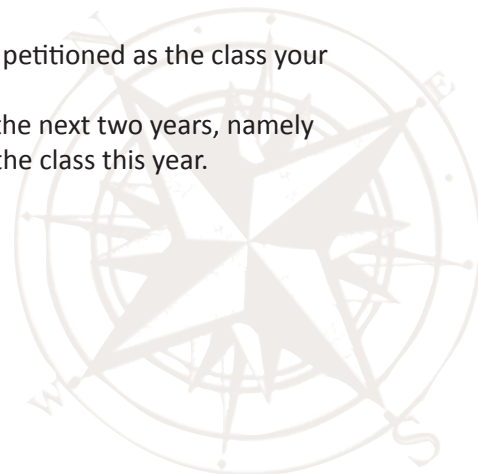 petitioned as the class your
the next two years, namely
the class this year.
N
E
W
S